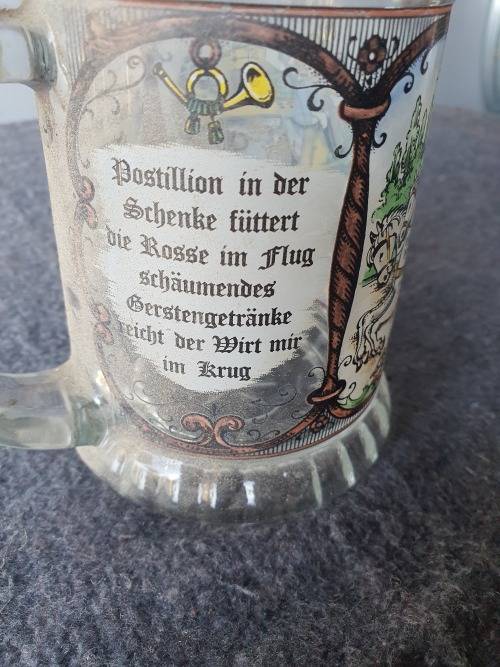 Postillion in der
Schenke füttert
die Rosse im Flug
schäumendes
Gerstengetränke
reicht der Wirt mir
im Krug